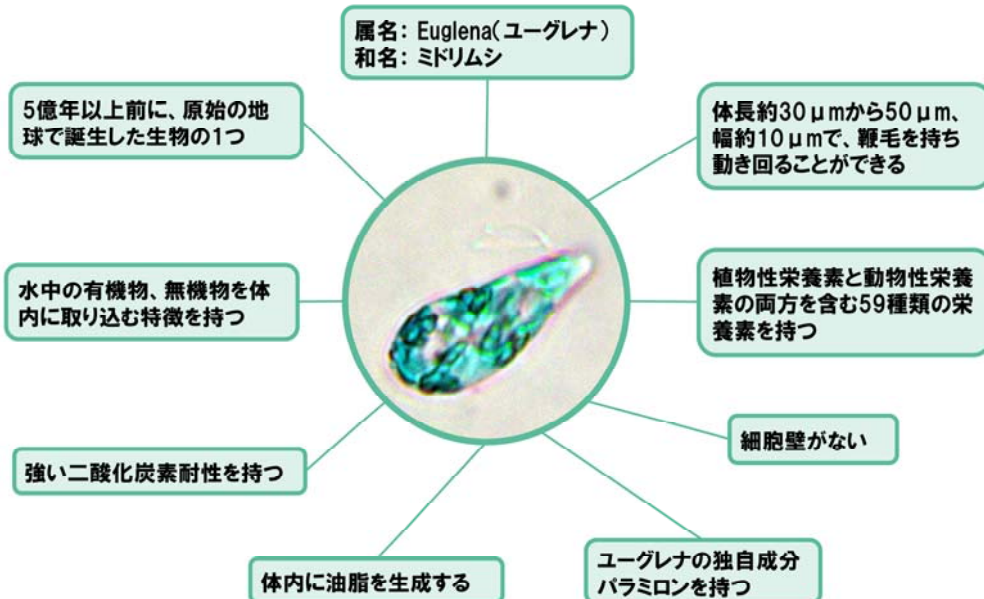 属名： Euglena（ユーグレナ）
和名： ミドリムシ
5億年以上前に、原始の地
球で誕生した生物の1つ
体長約30μmから50μm、
幅約10μmで、鞭毛を持ち
動き回ることができる
水中の有機物、無機物を体
内に取り込む特徴を持つ
植物性栄養素と動物性栄養
素の両方を含む59種類の栄
養素を持つ
細胞壁がない
強い二酸化炭素耐性を持つ
体内に油脂を生成する
ユーグレナの独自成分
パラミロンを持つ